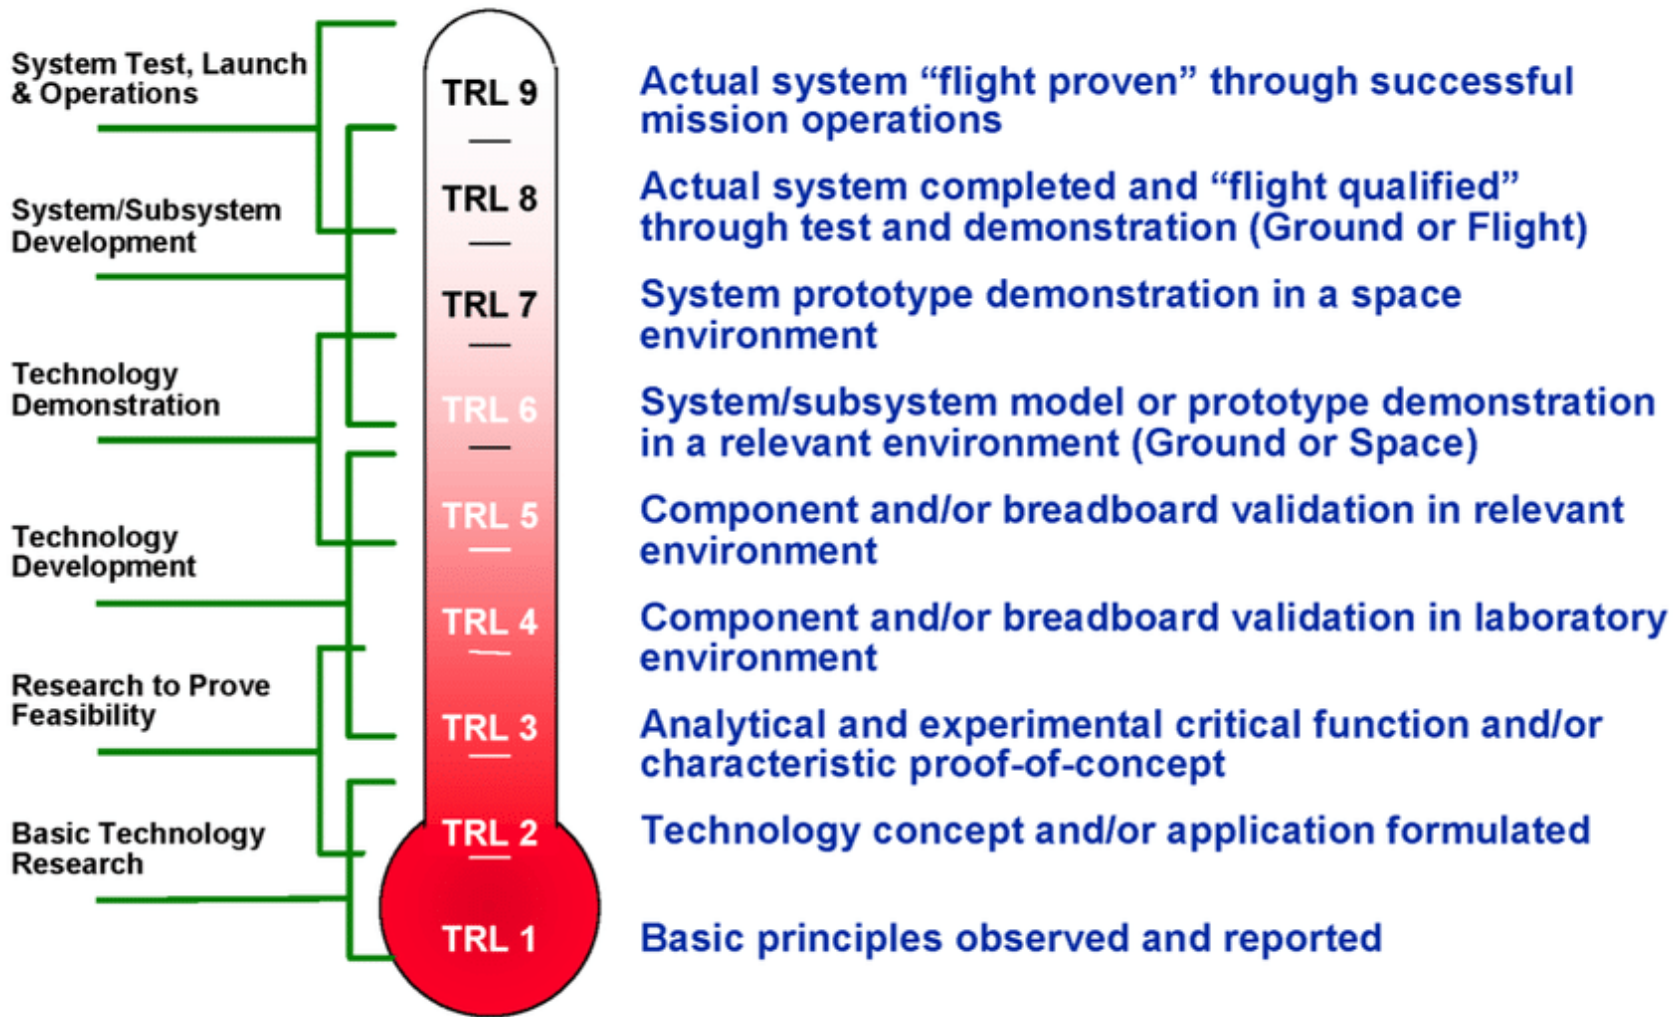 System Test, Launch
& Operations
System/Subsystem
Development
Technology
Demonstration
Technology
Development
Research to Prove
Feasibility
Basic Technology
Research
TRL 9
TRL 8
TRL 7
TRL 6
TRL 5
TRL 4
TRL 3
TRL 2
TRL 1
Actual system “flight proven” through successful
mission operations
Actual system completed and “flight qualified”
through test and demonstration (Ground or Flight)
System prototype demonstration in a space
environment
System/subsystem model or prototype demonstration
in a relevant environment (Ground or Space)
Component and/or breadboard validation in relevant
environment
Component and/or breadboard validation in laboratory
environment
Analytical and experimental critical function and/or
characteristic proof-of-concept
Technology concept and/or application formulated
Basic principles observed and reported